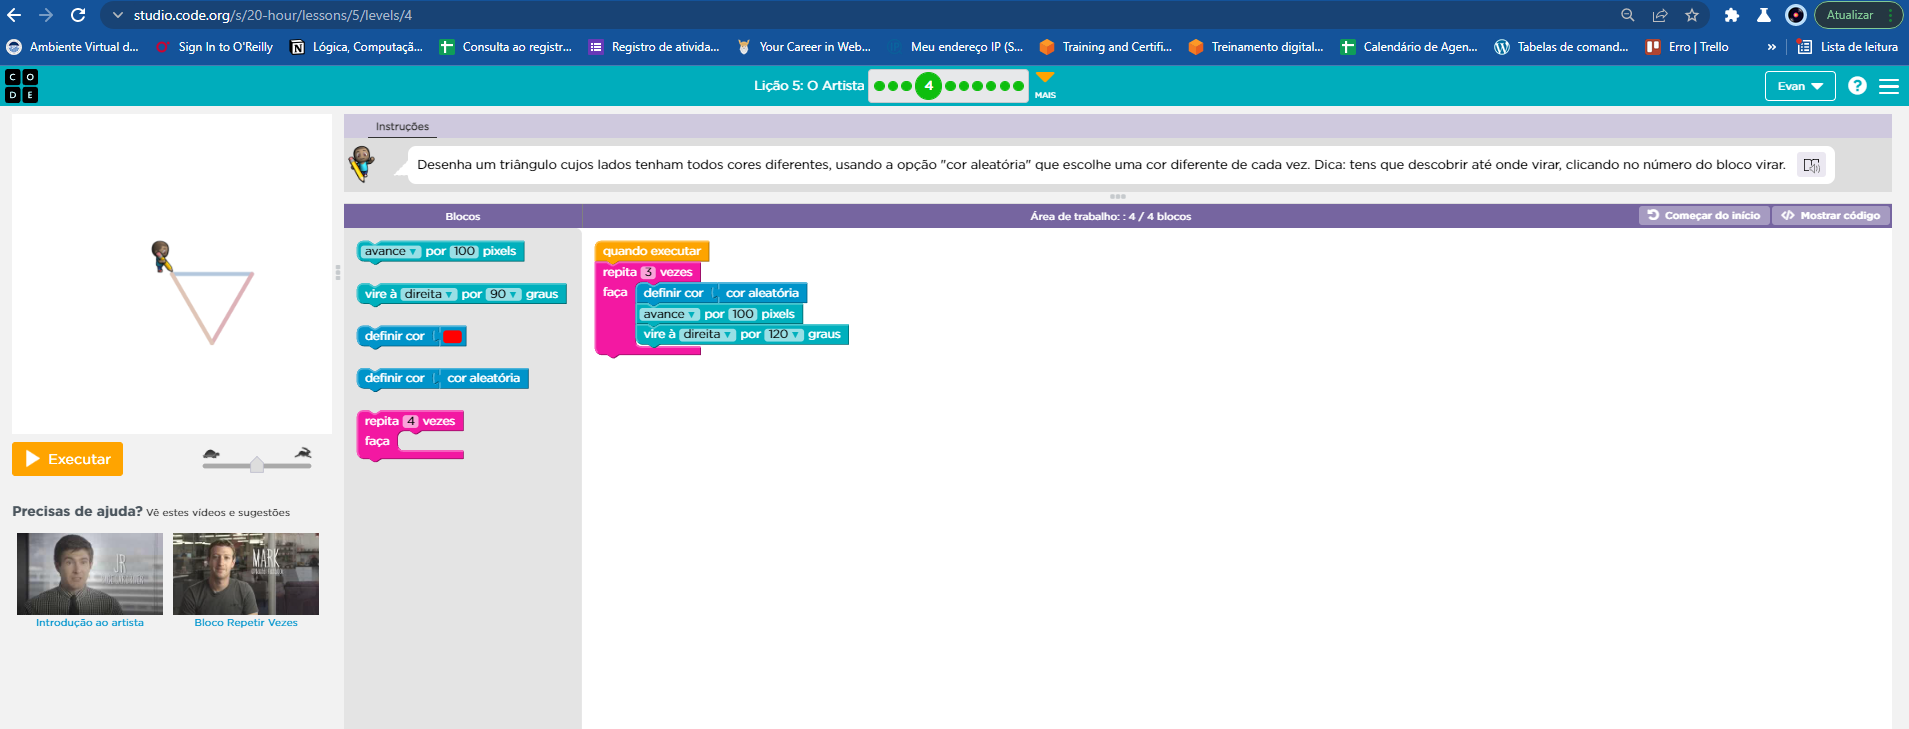 studio.code.org/s/20-hour/lessons/5/levels/4
Atualizar
Ambiente Virtual d...
Sign In to O'Reilly
Lógica, Computaçã...
Consulta ao registr...
Registro de ativida...
Your Career in Web...
Meu endereço IP (S...
Training and Certifi...
Treinamento digital...
Calendário de Agen...
Tabelas de comand...
Erro | Trello
»
Lista de leitura
C O
D E
Lição 5: O Artista
4
MAIS
Evan
?
Instruções
Desenha um triângulo cujos lados tenham todos cores diferentes, usando a opção "cor aleatória" que escolhe uma cor diferente de cada vez. Dica: tens que descobrir até onde virar, clicando no número do bloco virar.
Blocos
Área de trabalho: : 4 / 4 blocos
Começar do início
Mostrar código
avance por 100 pixels
vire à direita por 90 graus
definir cor
definir cor cor aleatória
repita 4 vezes
faça
quando executar
repita 3 vezes
faça
definir cor cor aleatória
avance por 100 pixels
vire à direita por 120 graus
Executar
Precisas de ajuda? Vê estes vídeos e sugestões
JR
MARK
Introdução ao artista
Bloco Repetir Vezes